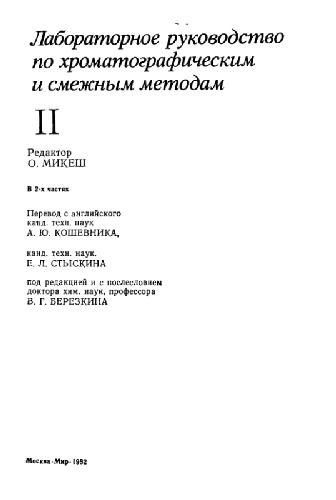 Лабораторное руководство
по хроматографическим
и смежным методам
II
Редактор
О. МИКЕШ
В 2-х частях
Перевод с английского
канд. техн. наук
А. Ю. КОШЕВНИКА,
канд. техн. наук.
Е. Л. СТЫСКИНА
под редакцией и с послесловием
доктора хим. наук, профессора
В. Г. БЕРЕЗКИНА
Москва «Мир» 1982